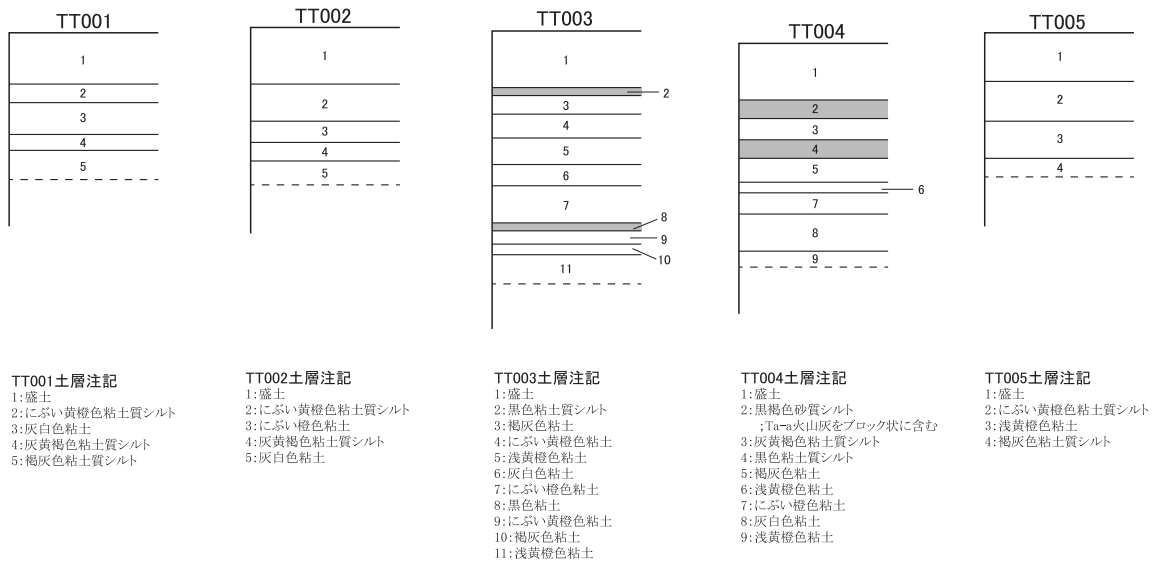 TT001
1
2
3
4
5
TT002
1
2
3
4
5
TT003
1
2
3
4
5
6
7
8
9
10
11
TT004
1
2
3
4
5
6
7
8
9
TT005
1
2
3
4
TT001土層注記
1:盛土
2:にぶい黄橙色粘土質シルト
3:灰白色粘土
4:灰黄褐色粘土質シルト
5:褐灰色粘土質シルト
TT002土層注記
1:盛土
2:にぶい黄橙色粘土質シルト
3:にぶい橙色粘土
4:灰黄褐色粘土質シルト
5:灰白色粘土
TT003土層注記
1:盛土
2:黒色粘土質シルト
3:褐灰色粘土
4:にぶい黄橙色粘土
5:浅黄橙色粘土
6:灰白色粘土
7:にぶい橙色粘土
8:黒色粘土
9:にぶい黄橙色粘土
10:褐灰色粘土
11:浅黄橙色粘土
TT004土層注記
1:盛土
2:黒褐色砂質シルト
;Ta-a火山灰をブロック状に含む
3:灰黄褐色粘土質シルト
4:黒色粘土質シルト
5:褐灰色粘土
6:浅黄橙色粘土
7:にぶい橙色粘土
8:灰白色粘土
9:浅黄橙色粘土
TT005土層注記
1:盛土
2:にぶい黄橙色粘土質シルト
3:浅黄橙色粘土
4:褐灰色粘土質シルト